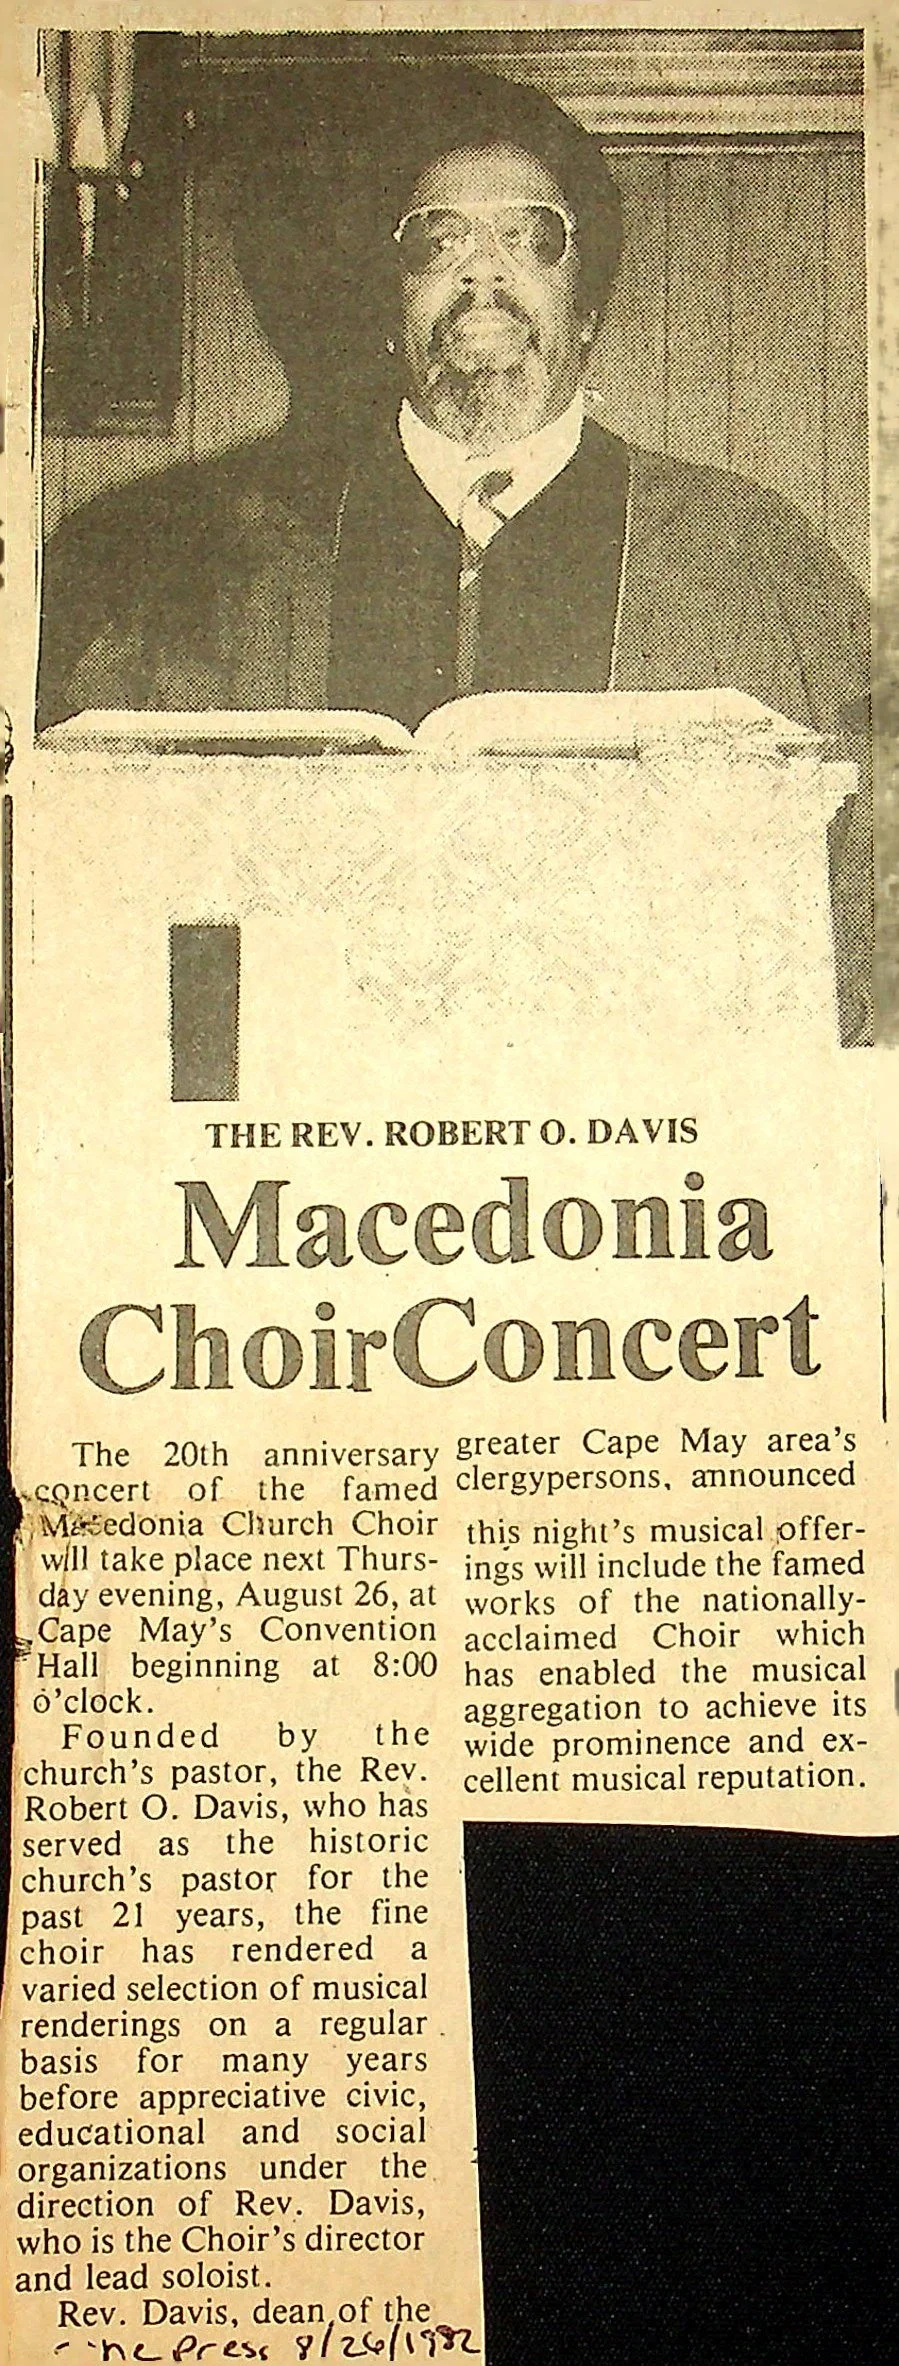 THE REV. ROBERT O. DAVIS
Macedonia
Choir Concert
The 20th anniversary
concert of the famed
Macedonia Church Choir
will take place next Thurs-
day evening, August 26, at
Cape May's Convention
Hall beginning at 8:00
o'clock.
Founded by the
church's pastor, the Rev.
Robert O. Davis, who has
served as the historic
church's pastor for the
past 21 years, the fine
choir has rendered a
varied selection of musical
renderings on a regular
basis for many years
before appreciative civic,
educational and social
organizations under the
direction of Rev. Davis,
who is the Choir's director
and lead soloist.
Rev. Davis, dean of the
greater Cape May area's
clergypersons, announced
this night's musical offer-
ings will include the famed
works of the nationally-
acclaimed Choir which
has enabled the musical
aggregation to achieve its
wide prominence and ex-
cellent musical reputation.
Press 8/26/1982